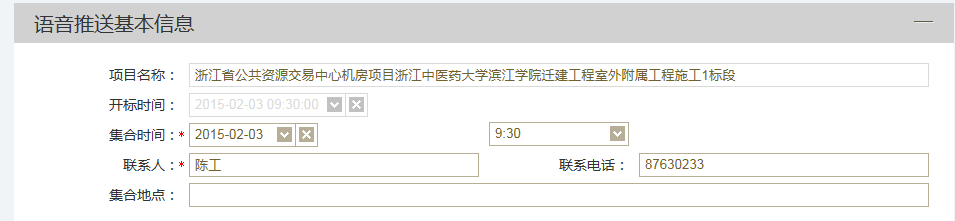 语音推送基本信息
项目名称： 浙江省公共资源交易中心机房项目浙江中医药大学滨江学院迁建工程室外附属工程施工1标段
开标时间： 2015-02-03 09:30:00
集合时间：* 2015-02-03 9:30
联系人：* 陈工 联系电话： 87630233
集合地点：